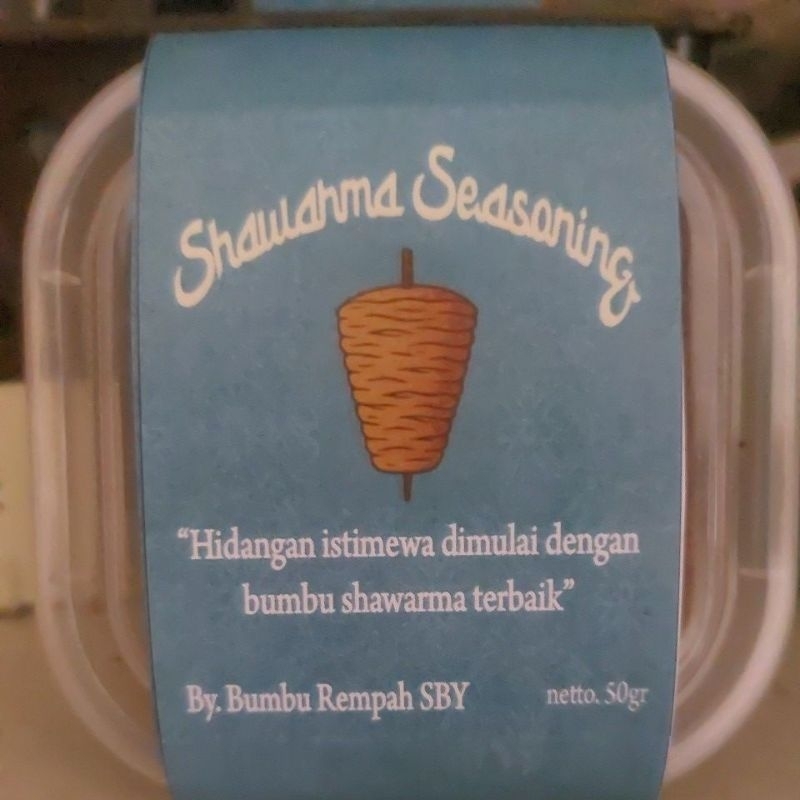 Shawarma Seasoning
“Hidangan istimewa dimulai dengan
bumbu shawarma terbaik”
By. Bumbu Rempah SBY
netto. 50gr